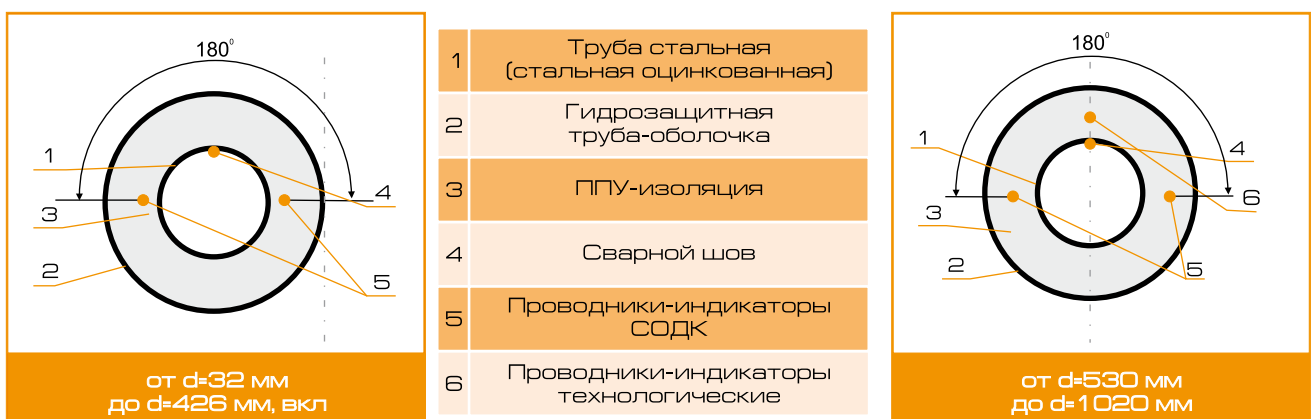 180⁰
1
3
2
4
5
от d=32 мм
до d=426 мм, вкл
1 Труба стальная
(стальная оцинкованная)
2 Гидрозащитная
труба-оболочка
3 ППУ-изоляция
4 Сварной шов
5 Проводники-индикаторы
СОДК
6 Проводники-индикаторы
технологические
180⁰
1
3
2
4
6
5
от d=530 мм
до d=1020 мм